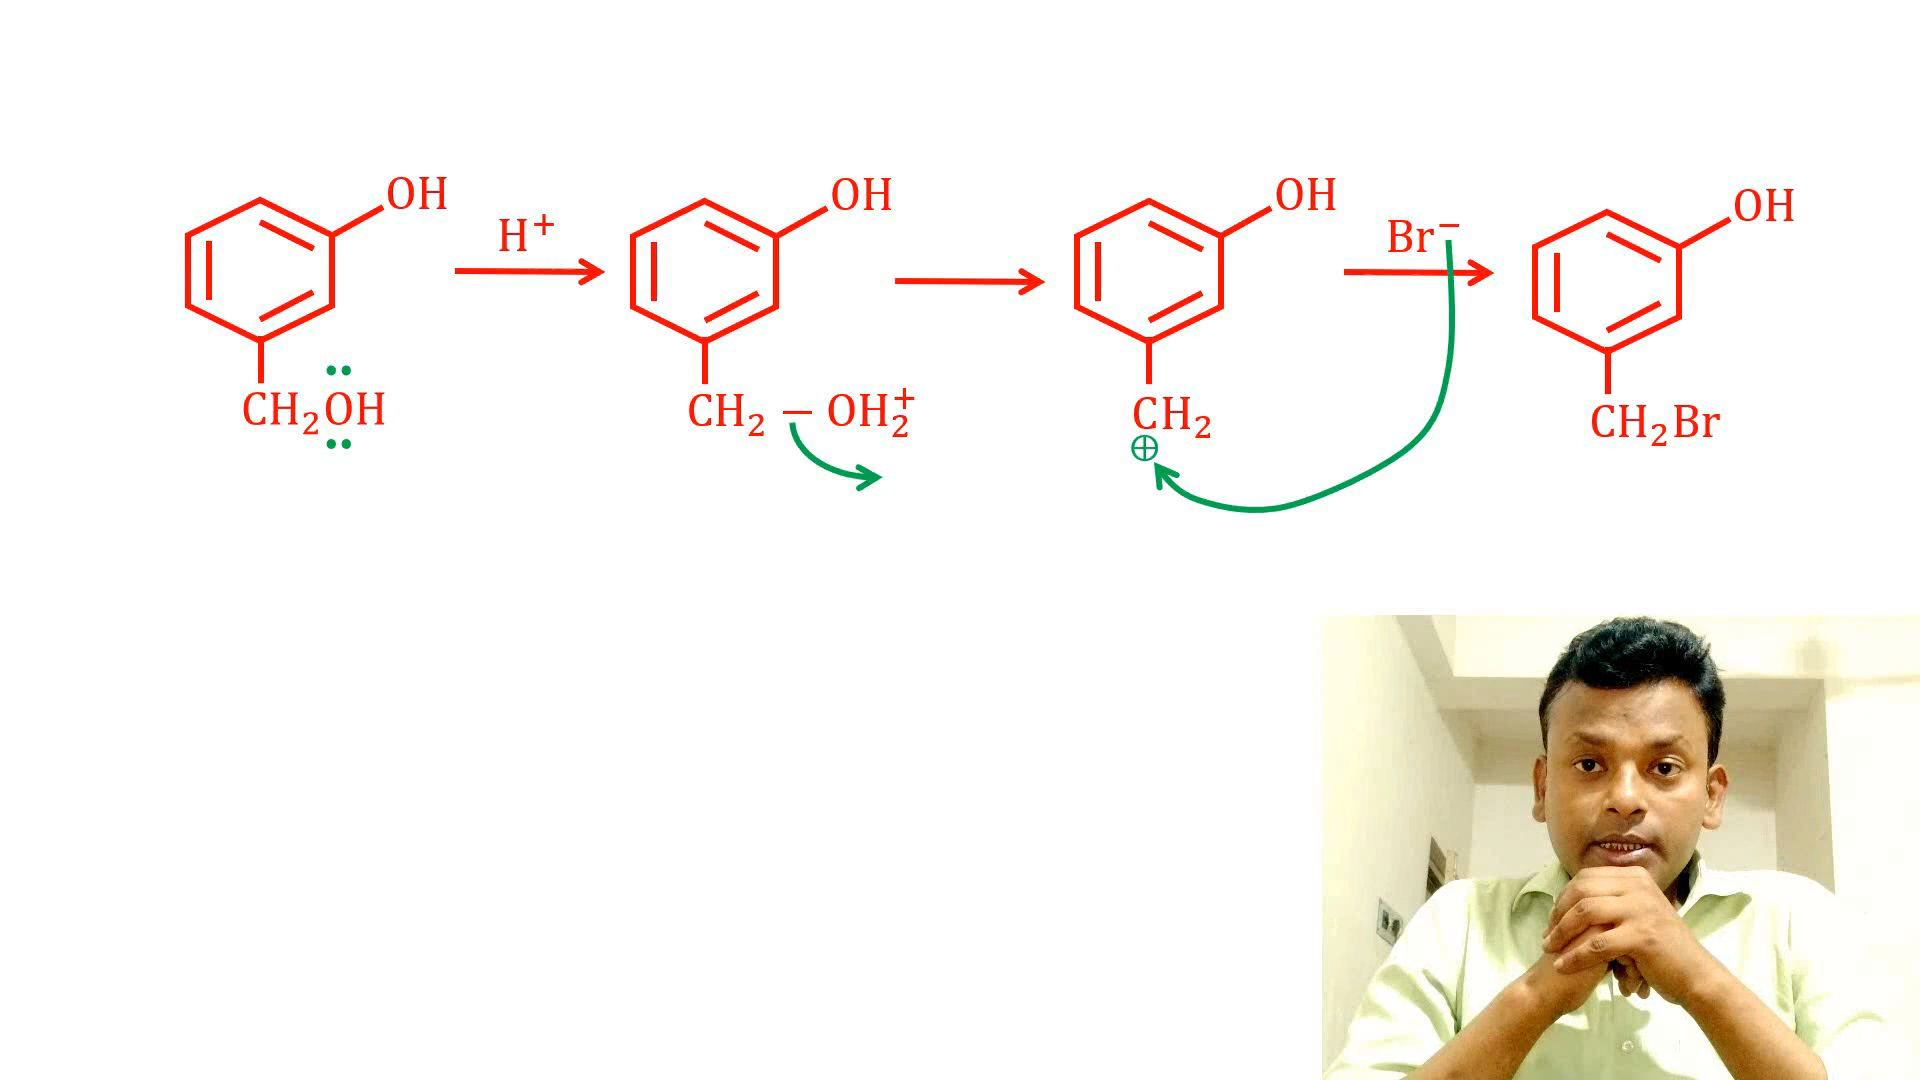 OH H⁺ OH OH Br⁻ OH
CH₂OH CH₂ – OH₂⁺ CH₂ CH₂Br
⊕